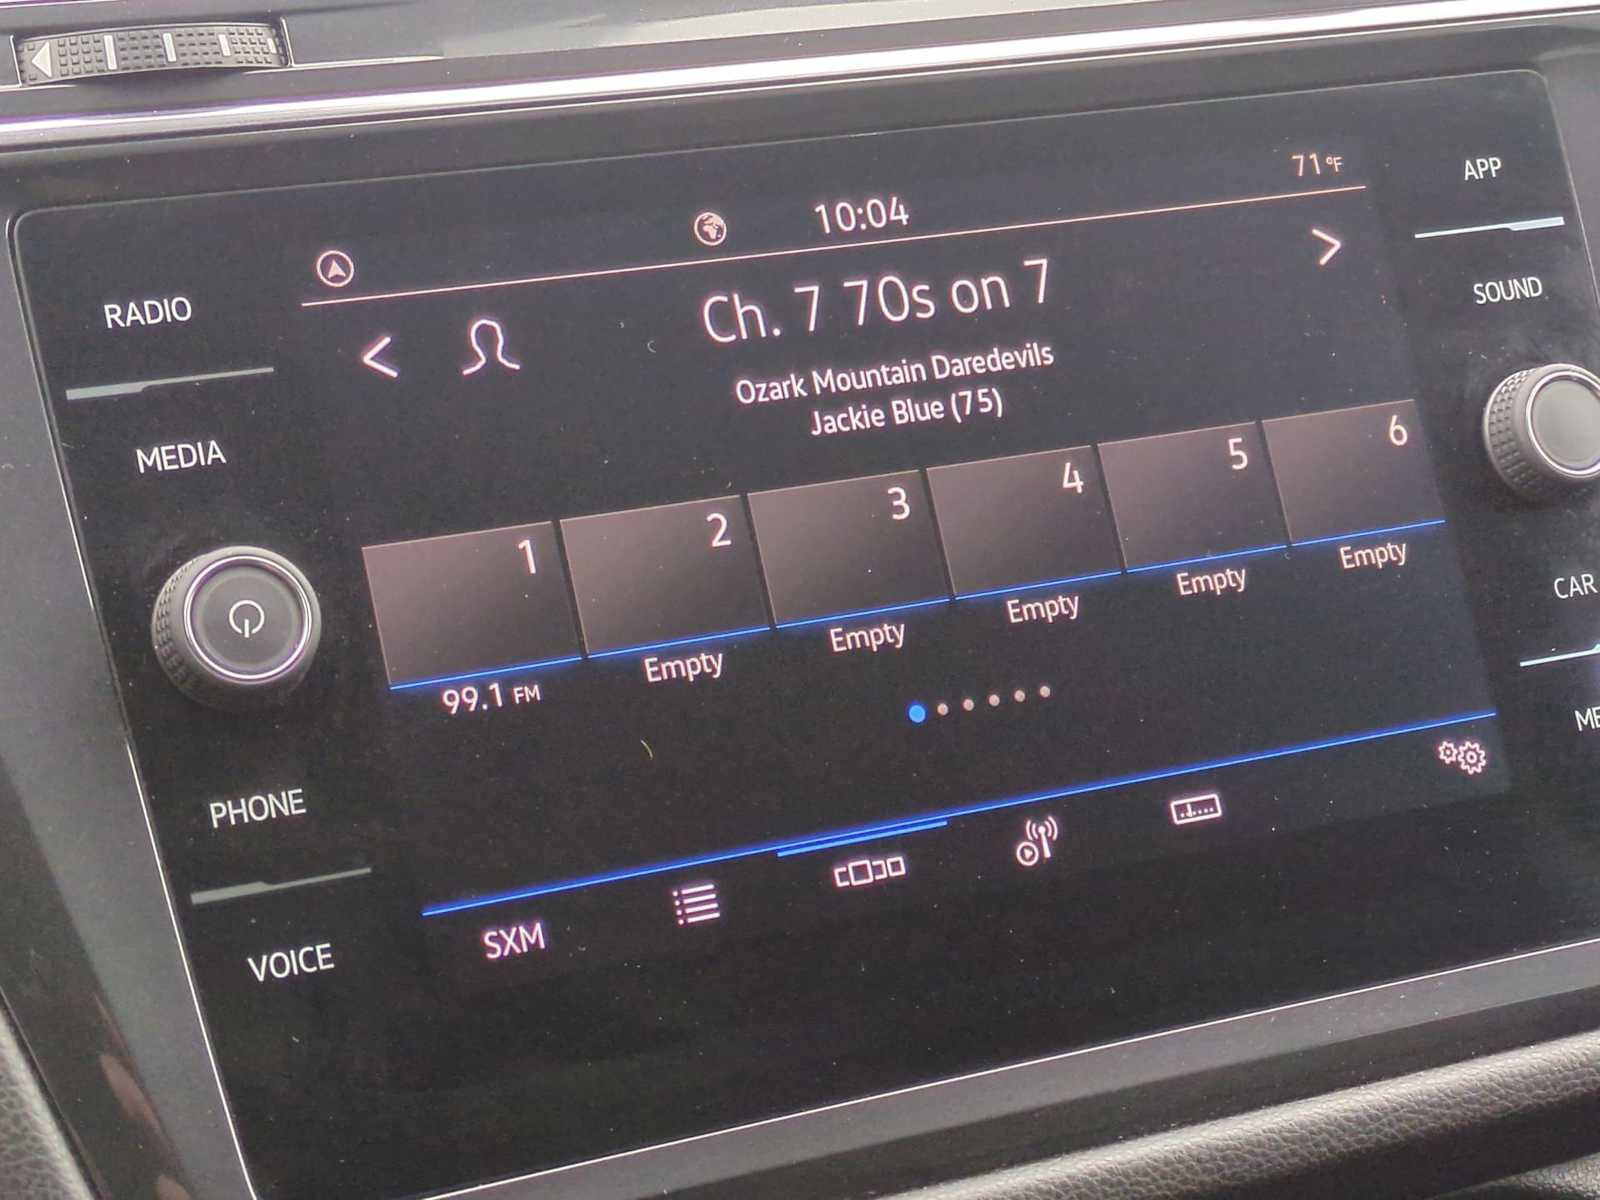 71°F
10:04
APP
RADIO
Ch. 7 70s on 7
SOUND
Ozark Mountain Daredevils
Jackie Blue (75)
MEDIA
1 2 3 4 5 6
99.1 FM Empty Empty Empty Empty Empty
CAR
PHONE
SXM
VOICE